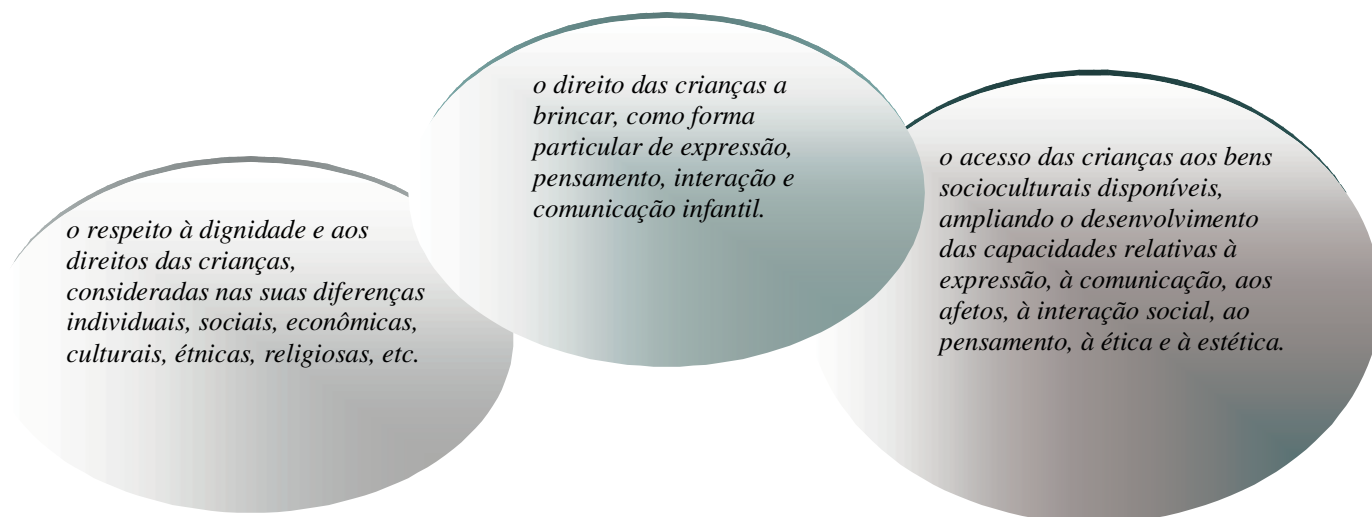 o respeito à dignidade e aos
direitos das crianças,
consideradas nas suas diferenças
individuais, sociais, econômicas,
culturais, étnicas, religiosas, etc.
o direito das crianças a
brincar, como forma
particular de expressão,
pensamento, interação e
comunicação infantil.
o acesso das crianças aos bens
socioculturais disponíveis,
ampliando o desenvolvimento
das capacidades relativas à
expressão, à comunicação, aos
afetos, à interação social, ao
pensamento, à ética e à estética.